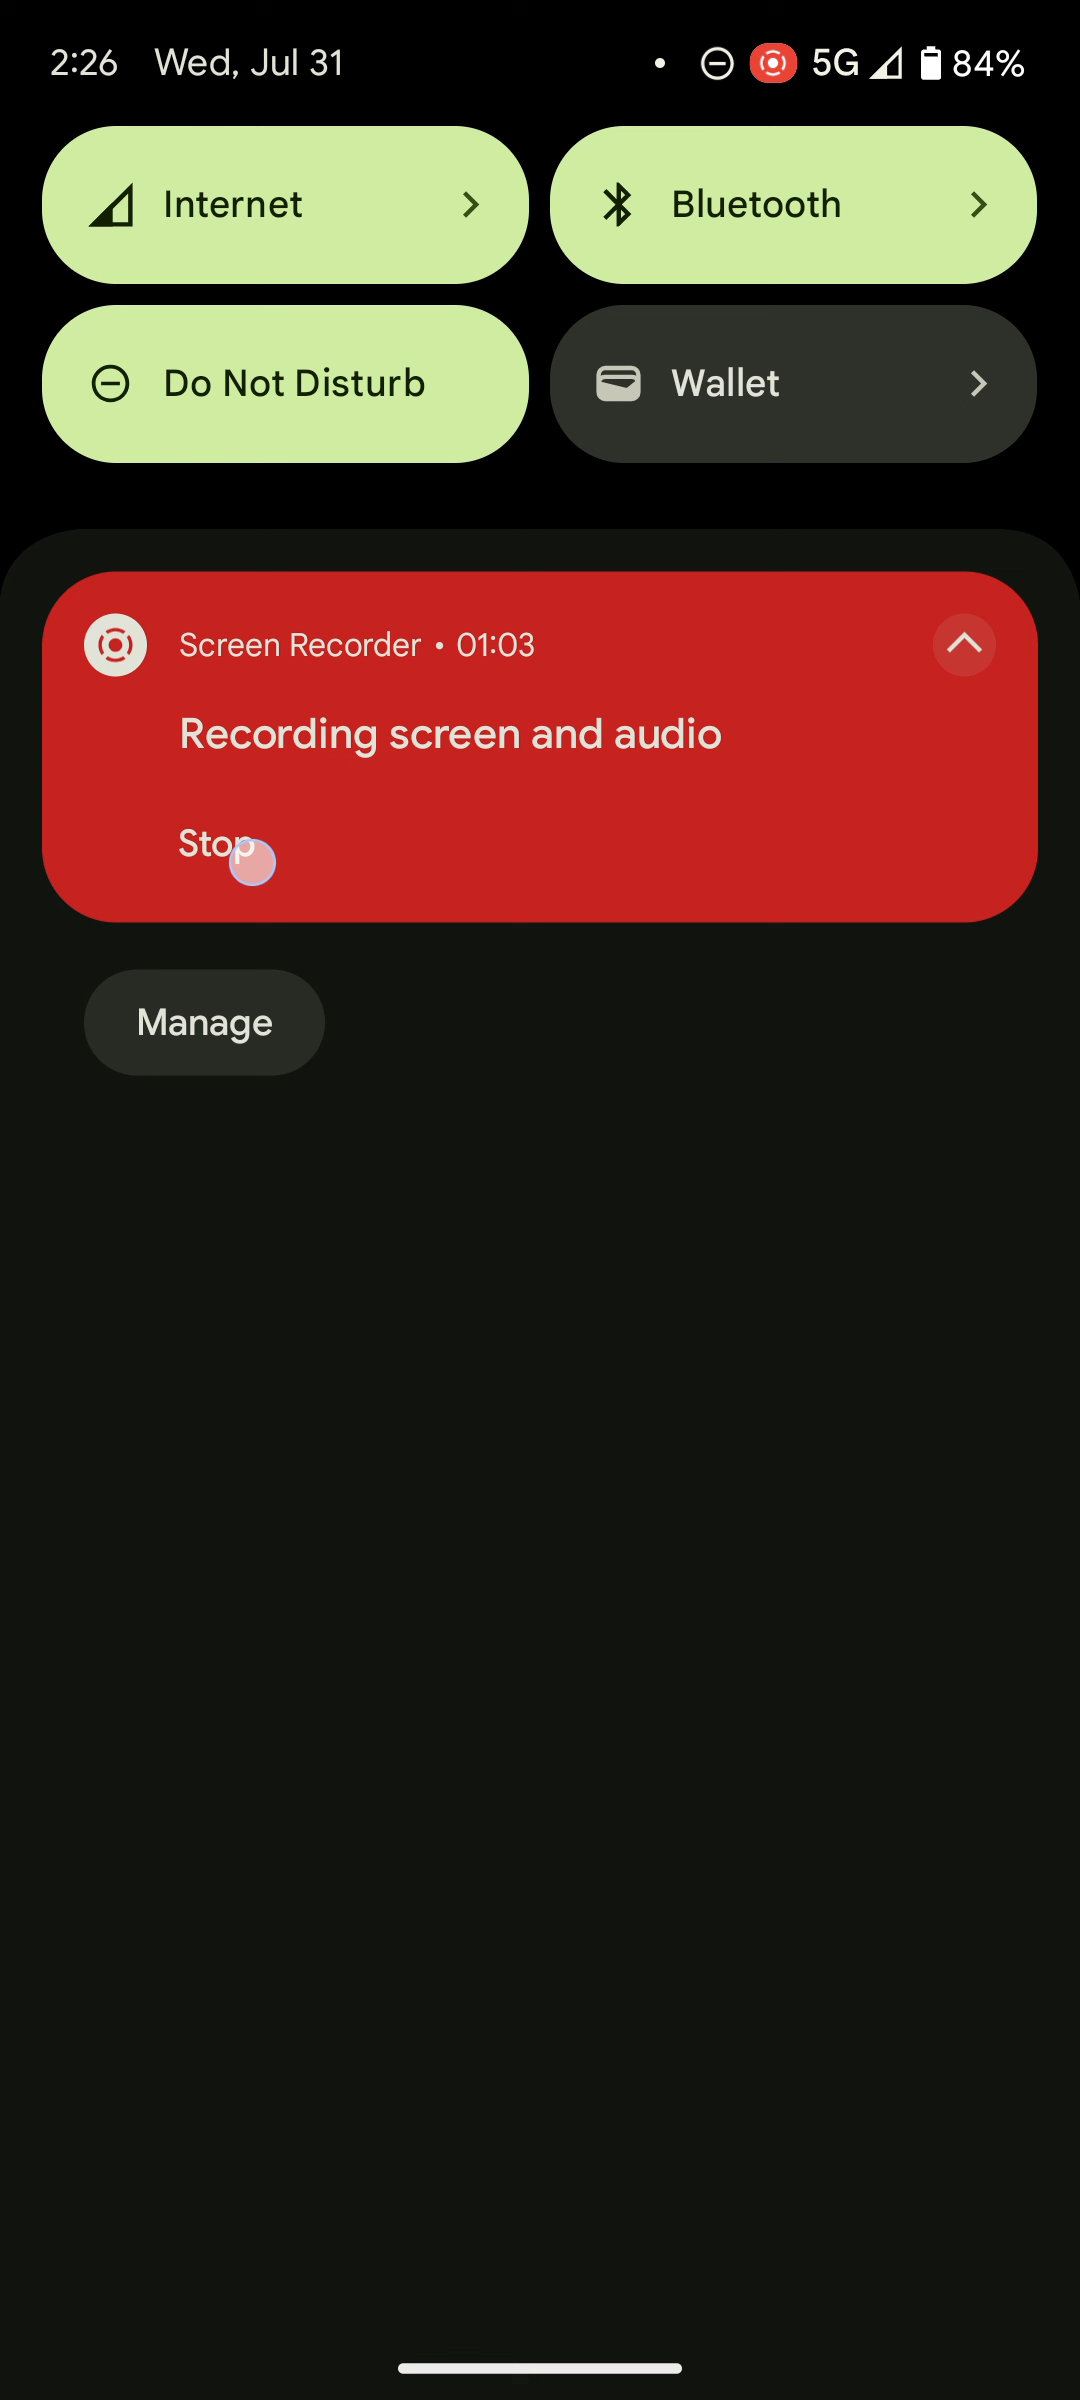 2:26 Wed, Jul 31 5G 84%
Internet Bluetooth
Do Not Disturb Wallet
Screen Recorder • 01:03
Recording screen and audio
Stop
Manage